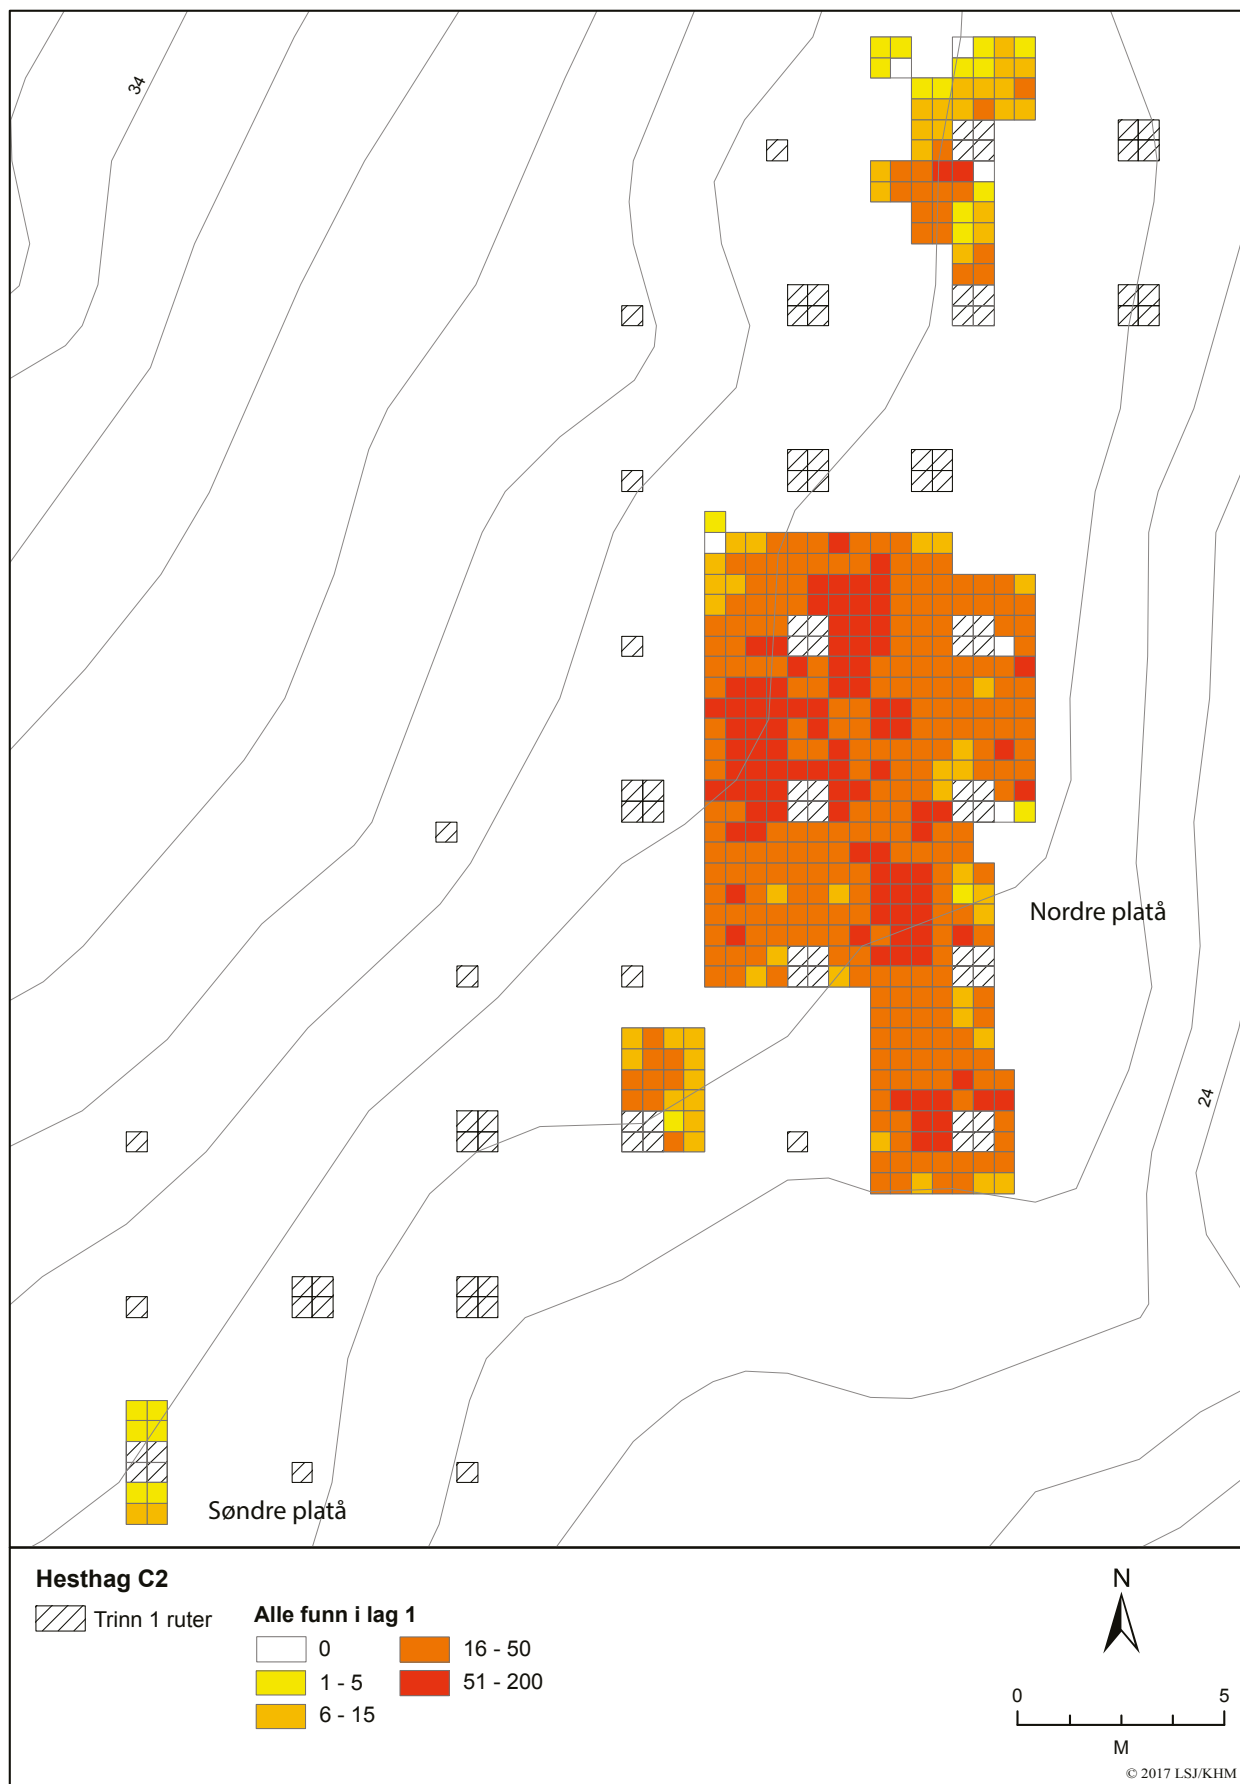 34
Nordre platå
24
Søndre platå
Hesthag C2
Trinn 1 ruter
Alle funn i lag 1
0
1 - 5
6 - 15
16 - 50
51 - 200
N
0 5
M
© 2017 LSJ/KHM